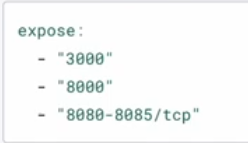 expose:
- "3000"
- "8000"
- "8080-8085/tcp"